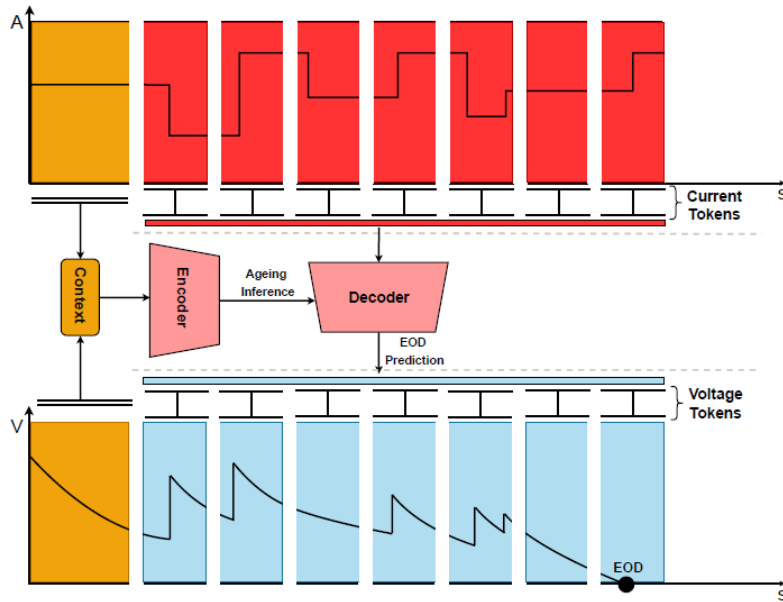 A
S
Current
Tokens
Context
Encoder
Ageing
Inference
Decoder
EOD
Prediction
Voltage
Tokens
V
EOD
S